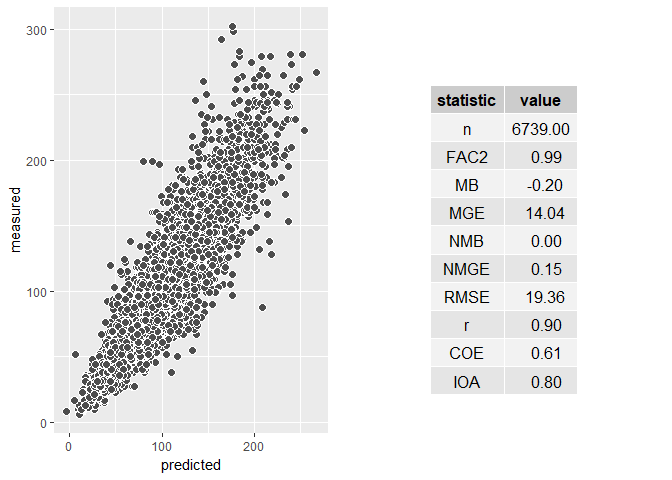 300
200
100
0
measured
0 100 200
predicted
statistic value
n 6739.00
FAC2 0.99
MB -0.20
MGE 14.04
NMB 0.00
NMGE 0.15
RMSE 19.36
r 0.90
COE 0.61
IOA 0.80